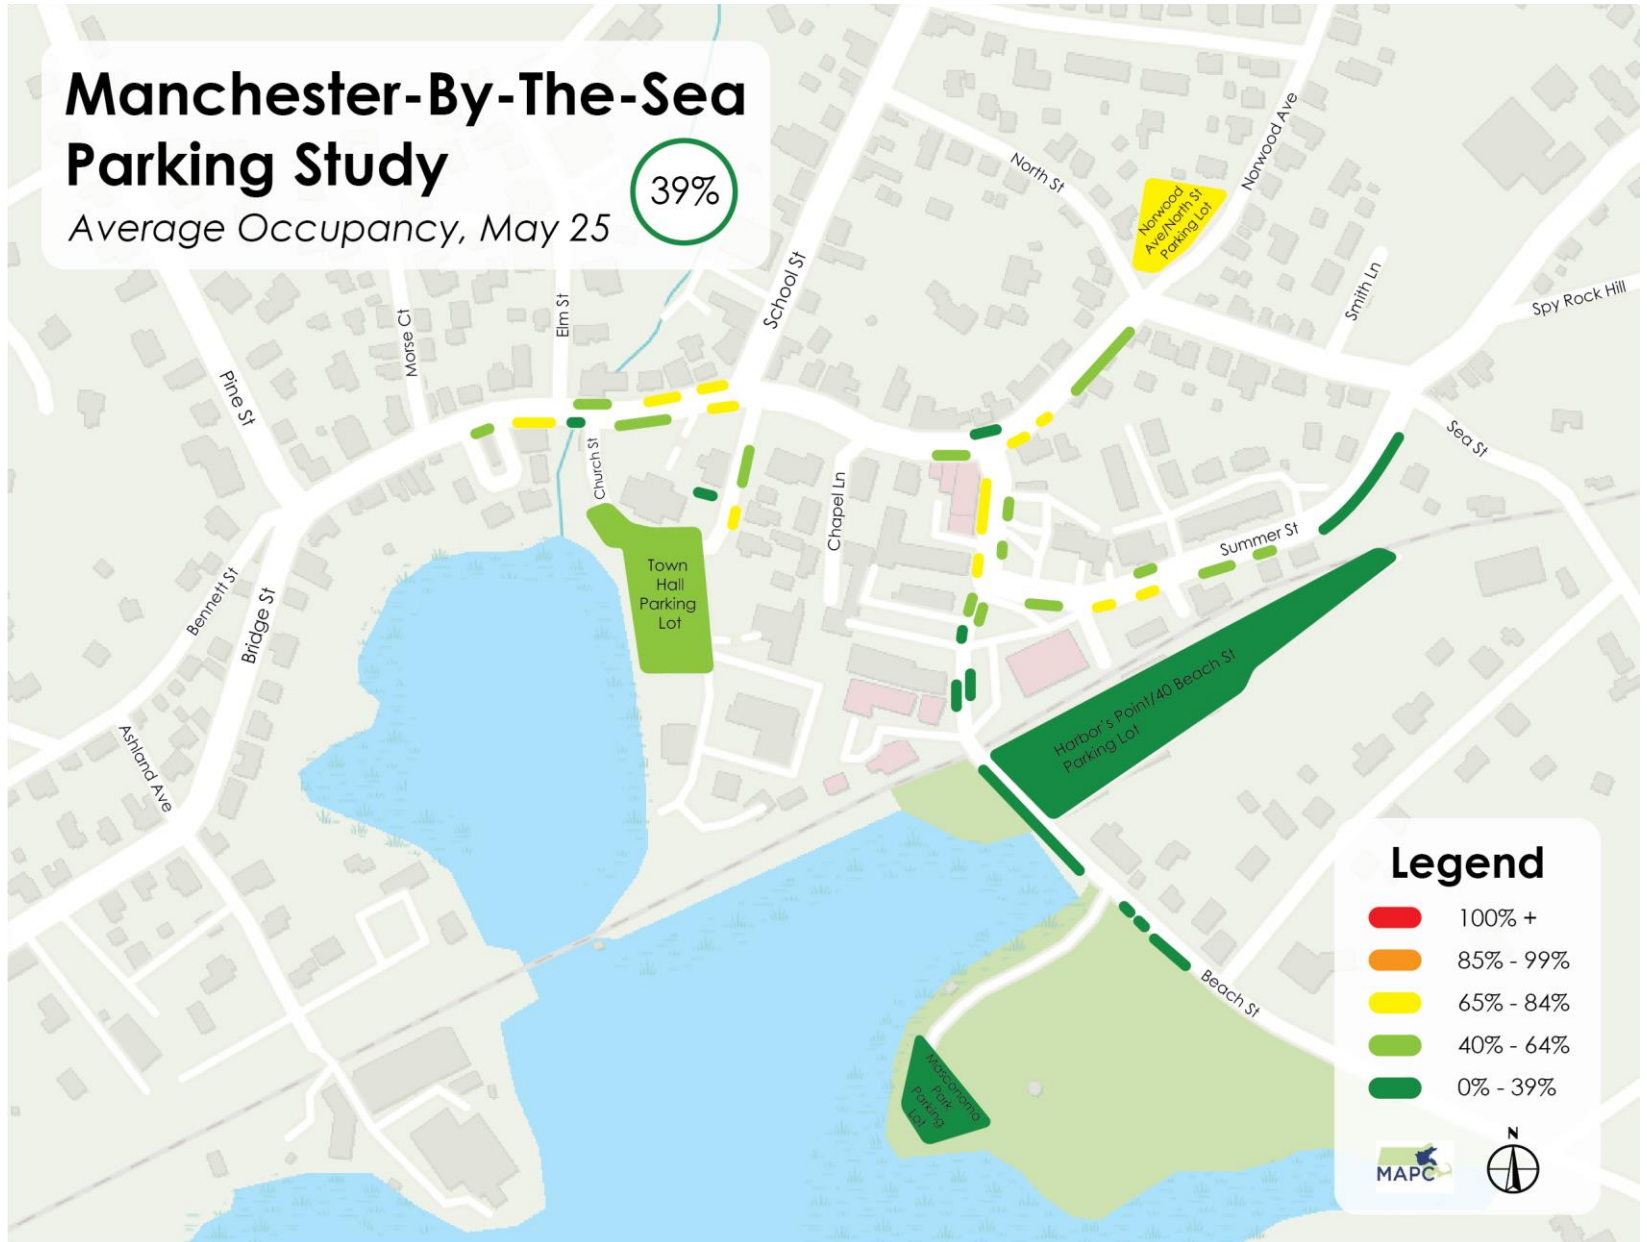 Manchester-By-The-Sea
Parking Study
Average Occupancy, May 25
39%
Norwood Ave
North St
Norwood
Ave/North St
Parking Lot
School St
Smith Ln
Spy Rock Hill
Elm St
Morse Ct
Pine St
Church St
Chapel Ln
Sea St
Summer St
Town
Hall
Parking
Lot
Bennett St
Bridge St
Harbor's Point/40 Beach St
Parking Lot
Ashland Ave
Beach St
Masconomo
Park
Parking
Lot
Legend
100% +
85% - 99%
65% - 84%
40% - 64%
0% - 39%
MAPC
N